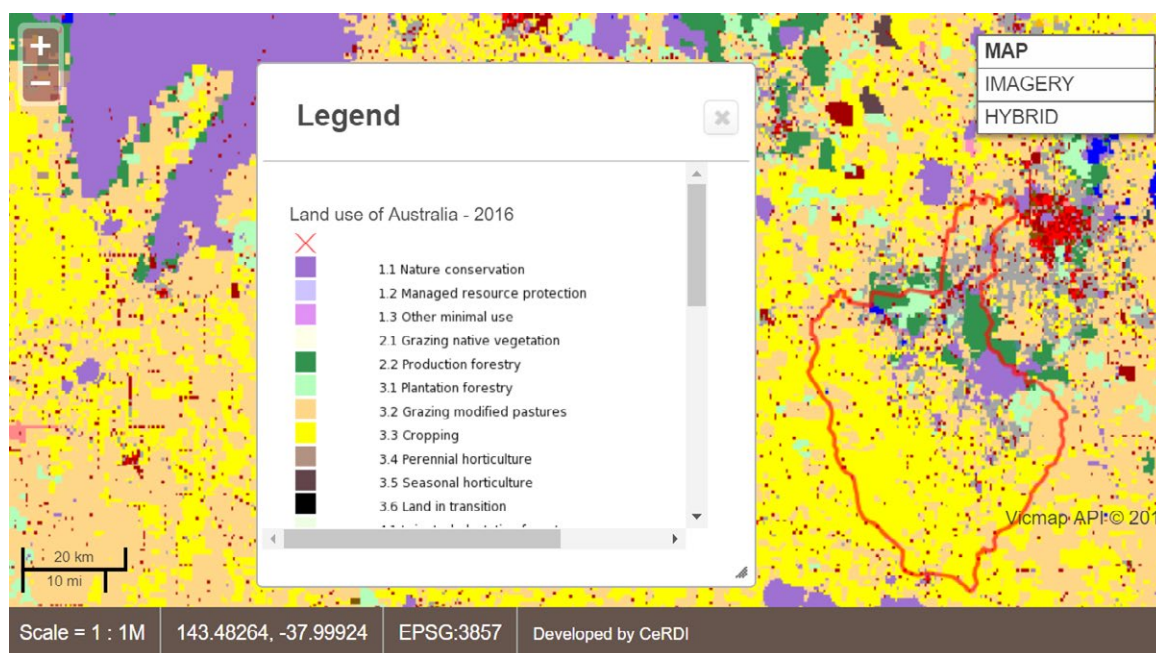 +
−
MAP
IMAGERY
HYBRID
Legend
Land use of Australia - 2016
1.1 Nature conservation
1.2 Managed resource protection
1.3 Other minimal use
2.1 Grazing native vegetation
2.2 Production forestry
3.1 Plantation forestry
3.2 Grazing modified pastures
3.3 Cropping
3.4 Perennial horticulture
3.5 Seasonal horticulture
3.6 Land in transition
Vicmap API © 201
20 km
10 mi
Scale = 1 : 1M
143.48264, -37.99924
EPSG:3857
Developed by CeRDI